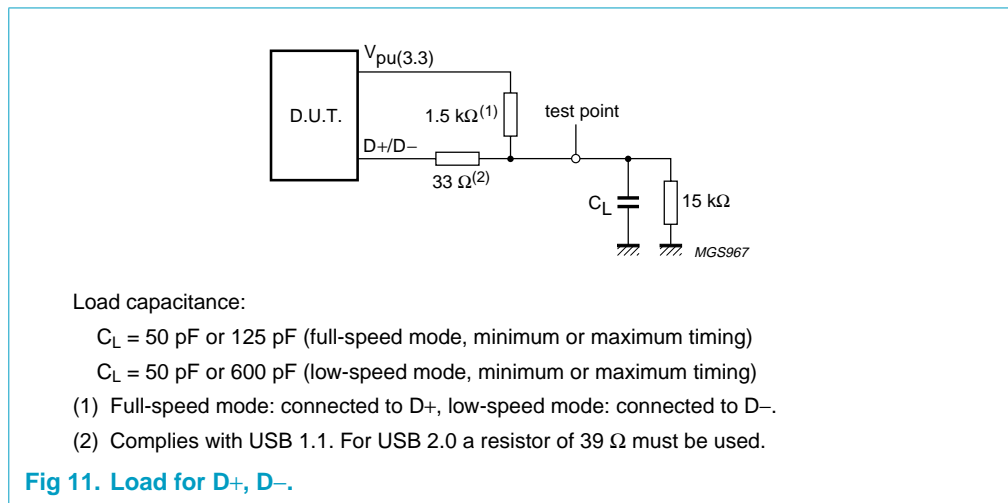 V pu(3.3)
D.U.T.
1.5 kΩ(1)
test point
D+/D−
33 Ω(2)
CL
15 kΩ
MGS967
Load capacitance:
CL = 50 pF or 125 pF (full-speed mode, minimum or maximum timing)
CL = 50 pF or 600 pF (low-speed mode, minimum or maximum timing)
(1) Full-speed mode: connected to D+, low-speed mode: connected to D−.
(2) Complies with USB 1.1. For USB 2.0 a resistor of 39 Ω must be used.
Fig 11. Load for D+, D−.